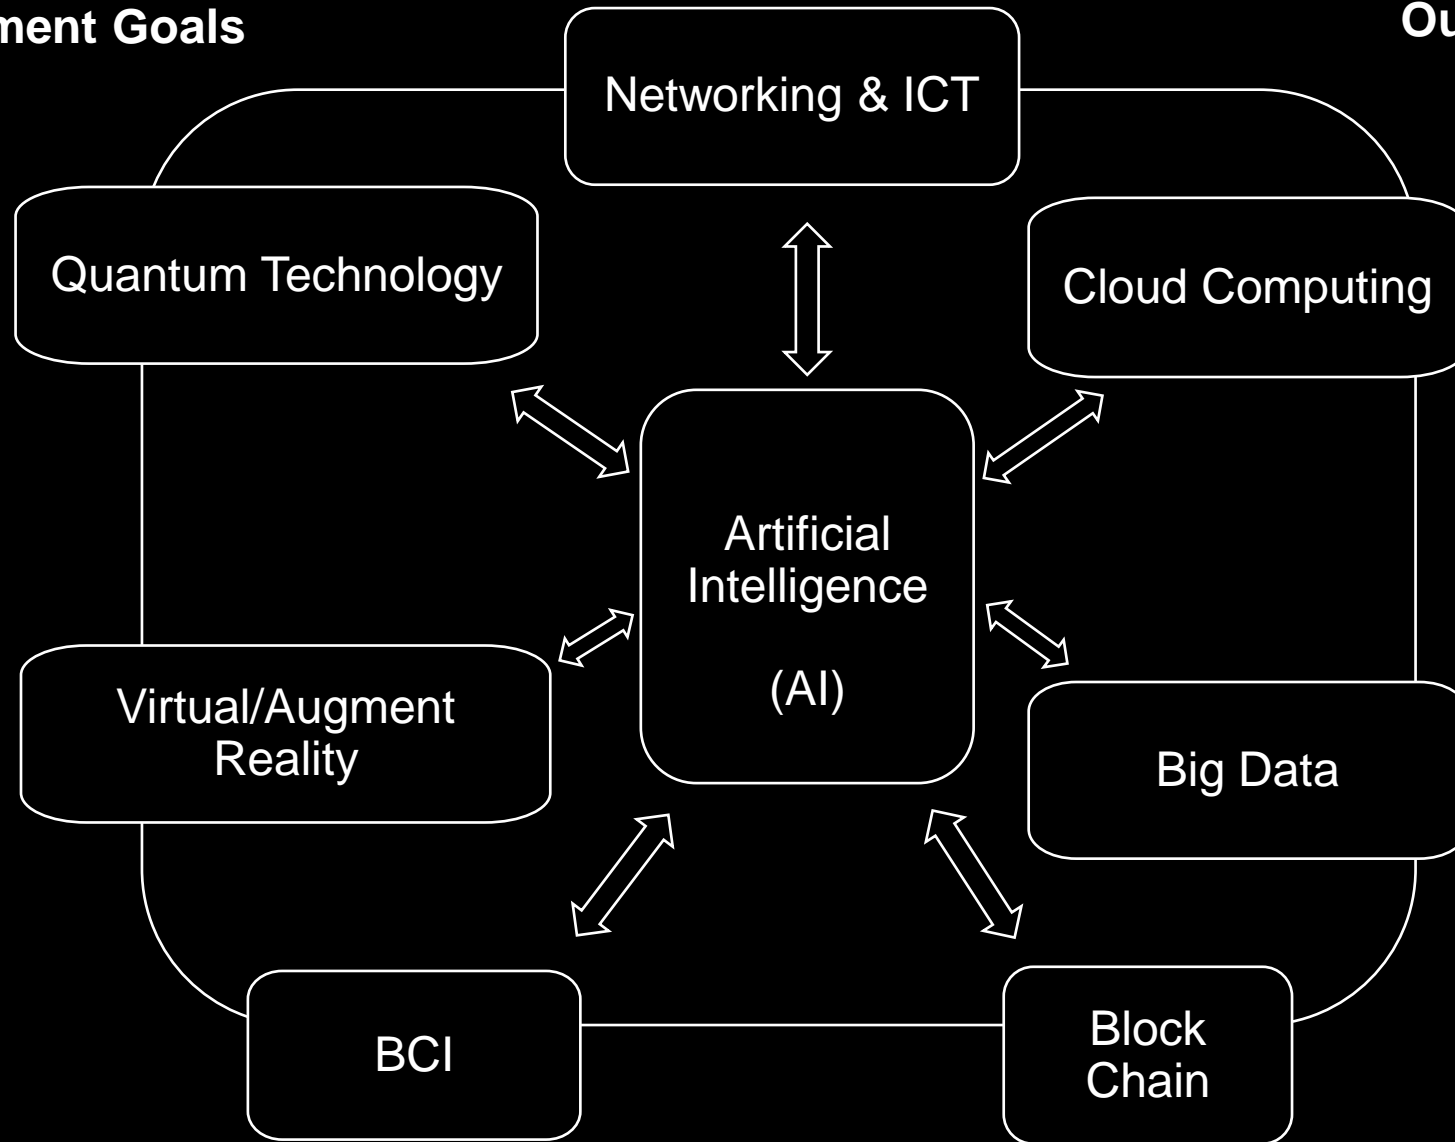 ment Goals
Ou
Networking & ICT
Quantum Technology
Cloud Computing
Artificial
Intelligence
(AI)
Virtual/Augment
Reality
Big Data
BCI
Block
Chain